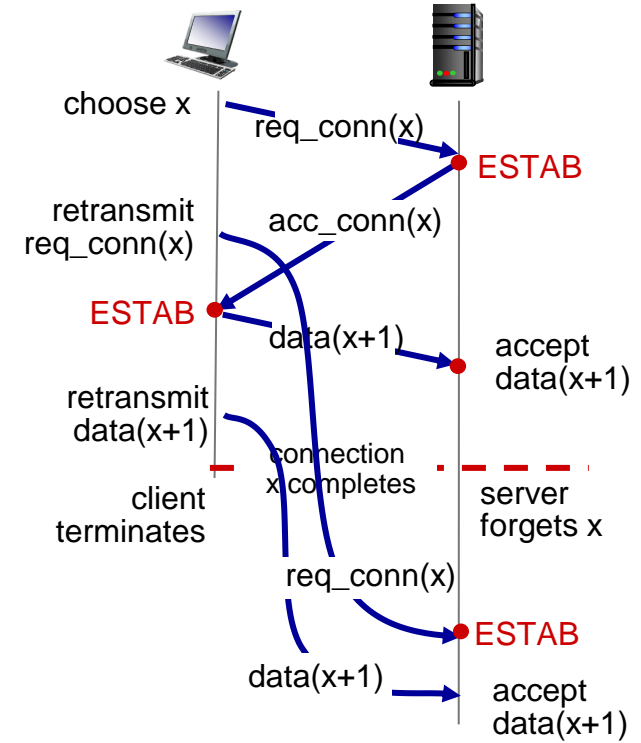 choose x
req_conn(x)
ESTAB
retransmit
req_conn(x)
acc_conn(x)
ESTAB
data(x+1)
accept
data(x+1)
retransmit
data(x+1)
connection
x completes
client
terminates
server
forgets x
req_conn(x)
ESTAB
data(x+1)
accept
data(x+1)